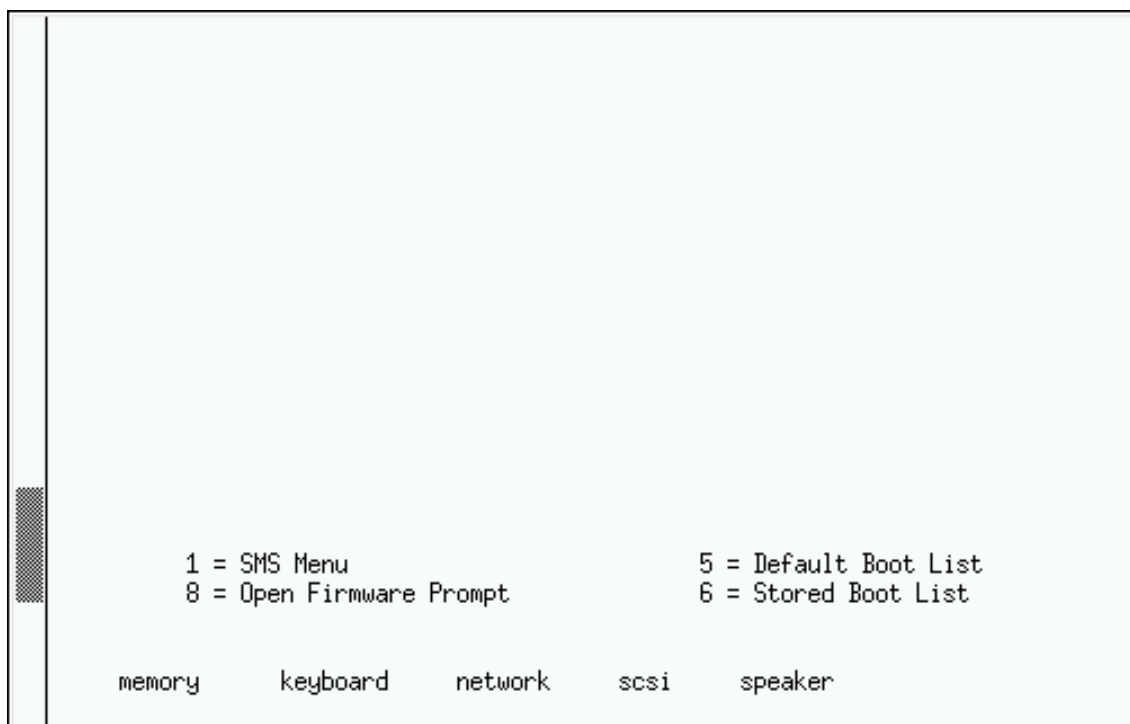 1 = SMS Menu 5 = Default Boot List
8 = Open Firmware Prompt 6 = Stored Boot List
memory keyboard network scsi speaker